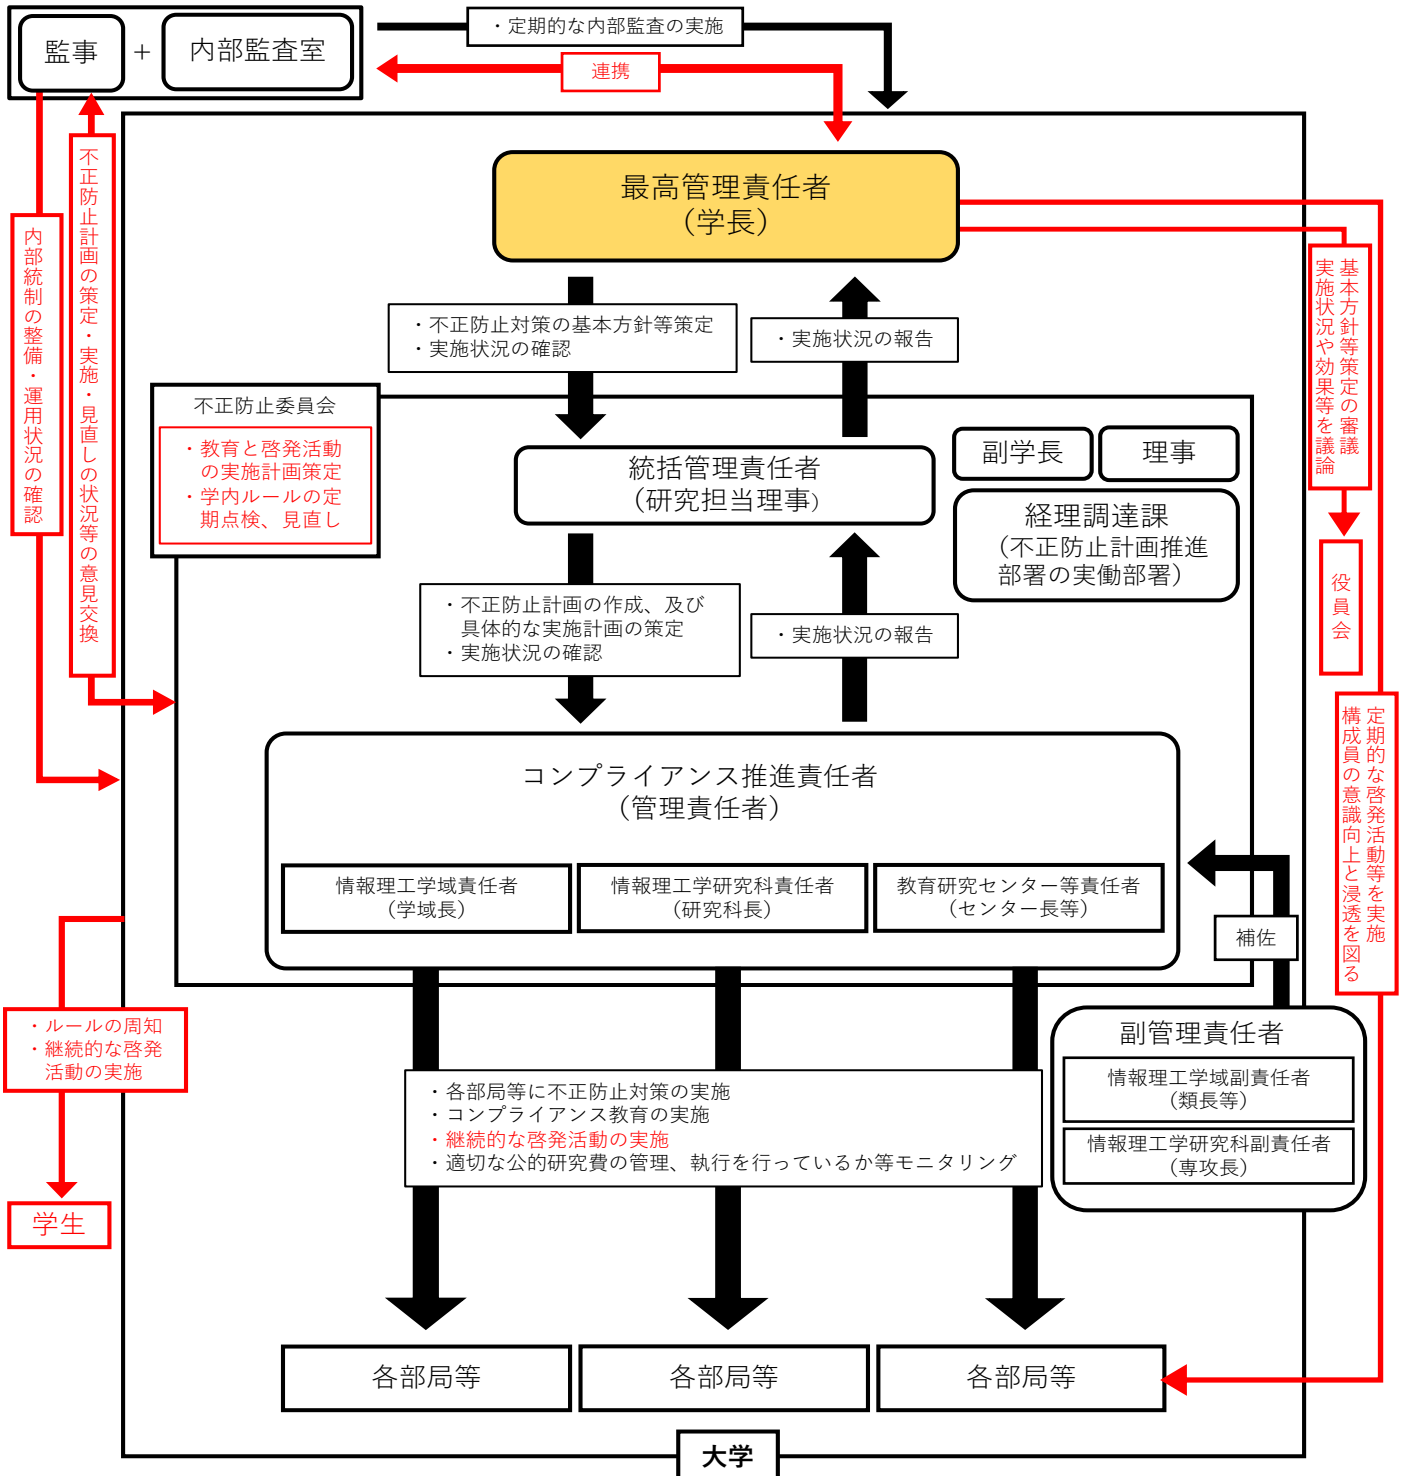 監事
+
内部監査室
・定期的な内部監査の実施
連携
最高管理責任者
（学長）
不正防止計画の策定・実施・見直しの状況等の意見交換
内部統制の整備・運用状況の確認
基本方針等策定の審議
実施状況や効果等を議論
・不正防止対策の基本方針等策定
・実施状況の確認
・実施状況の報告
不正防止委員会
・教育と啓発活動
の実施計画策定
・学内ルールの定
期点検、見直し
統括管理責任者
（研究担当理事）
副学長
理事
経理調達課
（不正防止計画推進
部署の実働部署）
役員会
・不正防止計画の作成、及び
具体的な実施計画の策定
・実施状況の確認
・実施状況の報告
定期的な啓発活動等を実施
構成員の意識向上と浸透を図る
コンプライアンス推進責任者
（管理責任者）
情報理工学域責任者
（学域長）
情報理工学研究科責任者
（研究科長）
教育研究センター等責任者
（センター長等）
補佐
・ルールの周知
・継続的な啓発
活動の実施
副管理責任者
情報理工学域副責任者
（類長等）
情報理工学研究科副責任者
（専攻長）
・各部局等に不正防止対策の実施
・コンプライアンス教育の実施
・継続的な啓発活動の実施
・適切な公的研究費の管理、執行を行っているか等モニタリング
学生
各部局等
各部局等
各部局等
大学